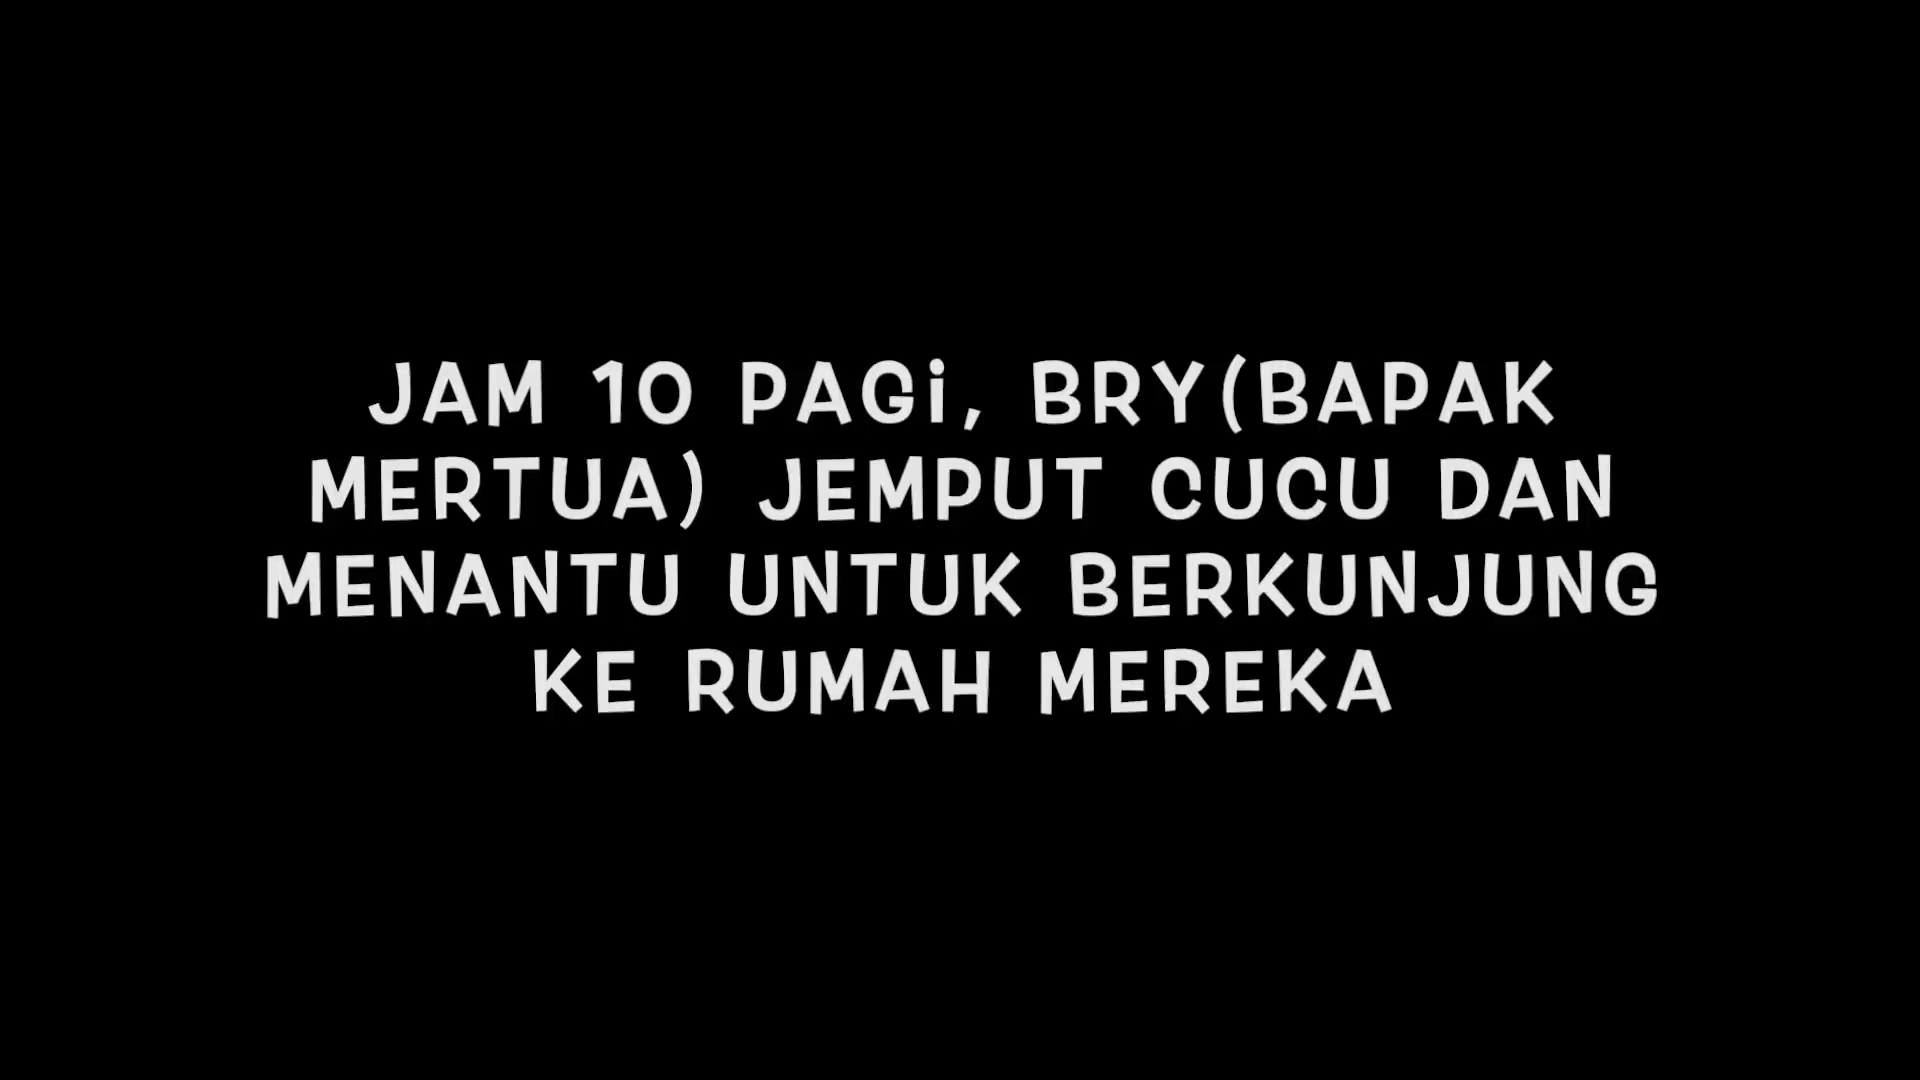 JAM 10 PAGi, BRY(BAPAK
MERTUA) JEMPUT CUCU DAN
MENANTU UNTUK BERKUNJUNG
KE RUMAH MEREKA